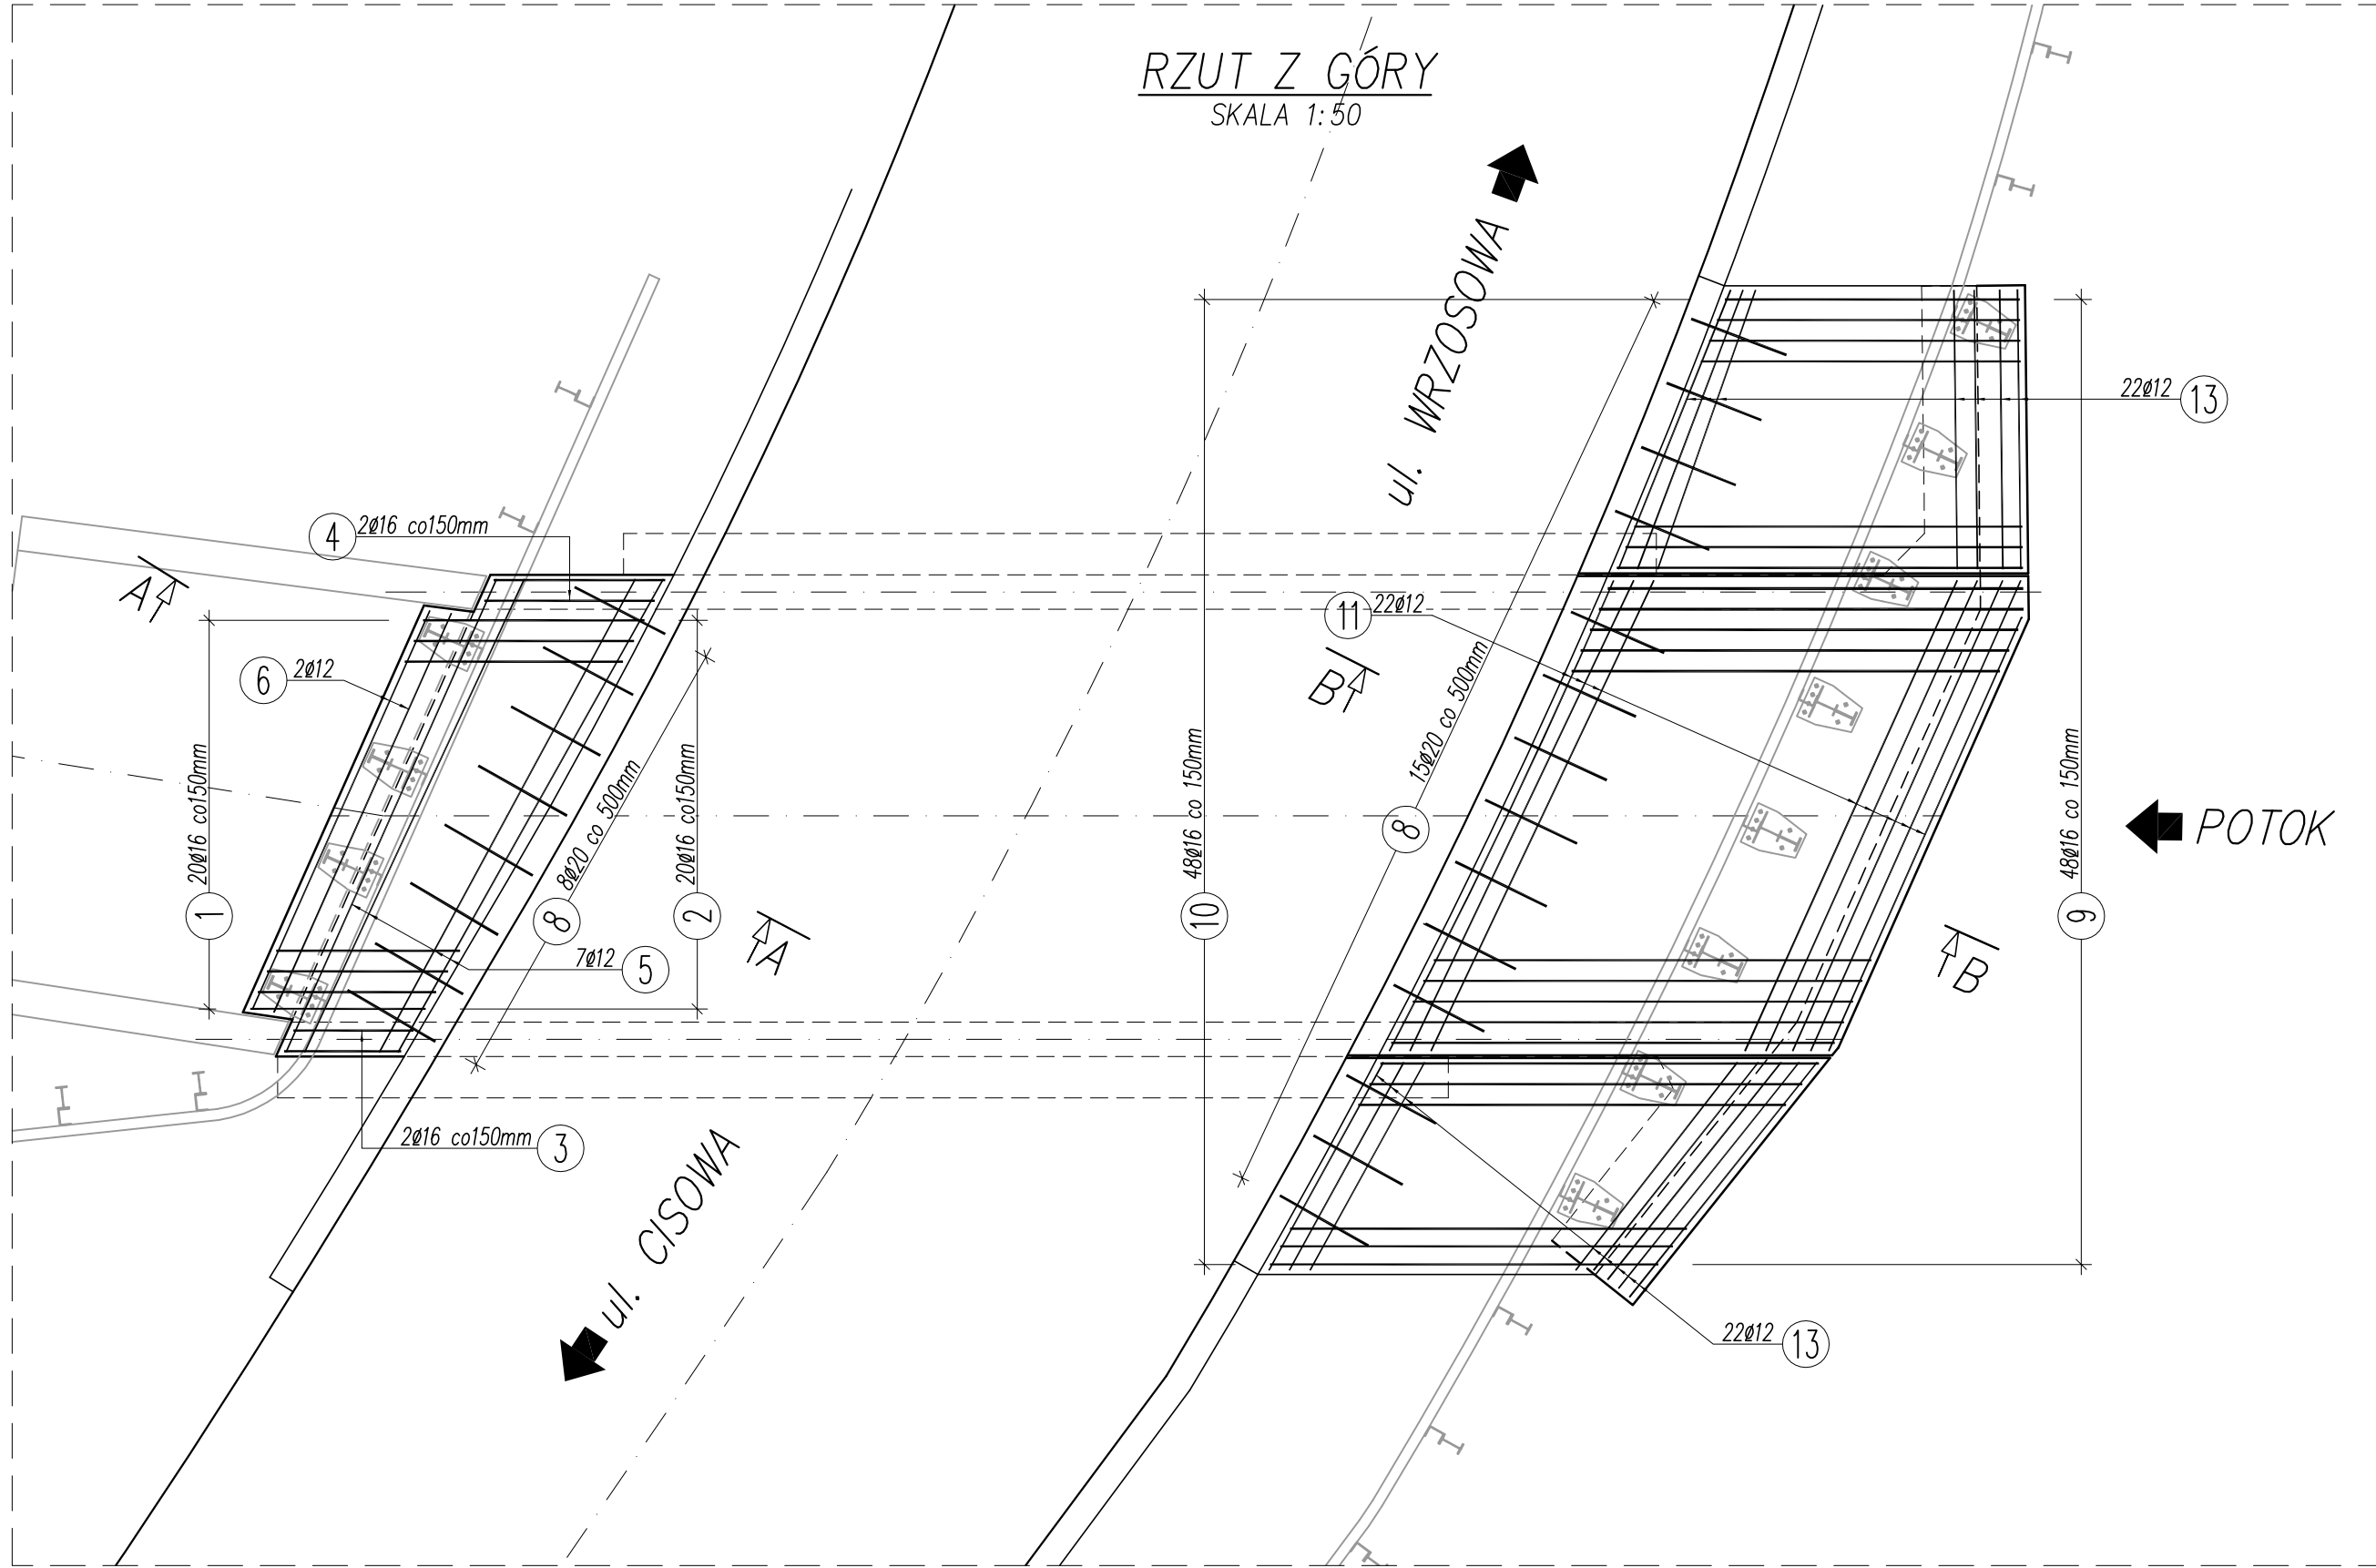 RZUT Z GÓRY
SKALA 1:50
ul. WRZOSOWA
22ø12 13
4 2ø16 co150mm
A
11 22ø12
6 2ø12
B
15ø20 co 500mm
8
20ø16 co150mm
1
8ø20 co 500mm
8
20ø16 co150mm
2
48ø16 co 150mm
10
48ø16 co 150mm
9
POTOK
A
7ø12 5
B
2ø16 co150mm 3
ul. CISOWA
22ø12 13